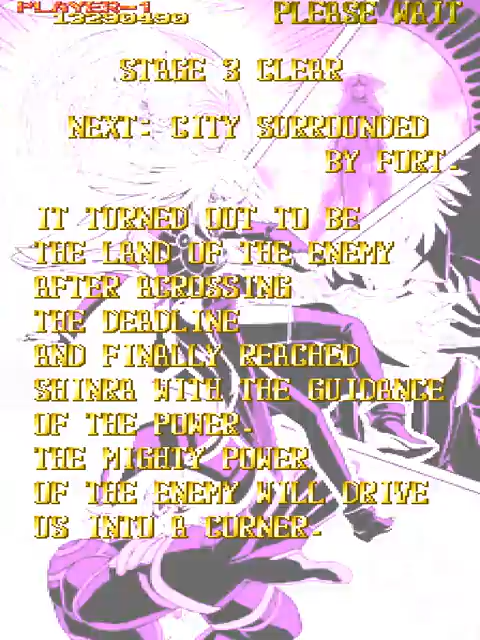 PLAYER-1
13290490
PLEASE WAIT
STAGE 3 CLEAR
NEXT: CITY SURROUNDED
BY FORT.
IT TURNED OUT TO BE
THE LAND OF THE ENEMY
AFTER ACROSSING
THE DEADLINE
AND FINALLY REACHED
SHINRA WITH THE GUIDANCE
OF THE POWER.
THE MIGHTY POWER
OF THE ENEMY WILL DRIVE
US INTO A CORNER.